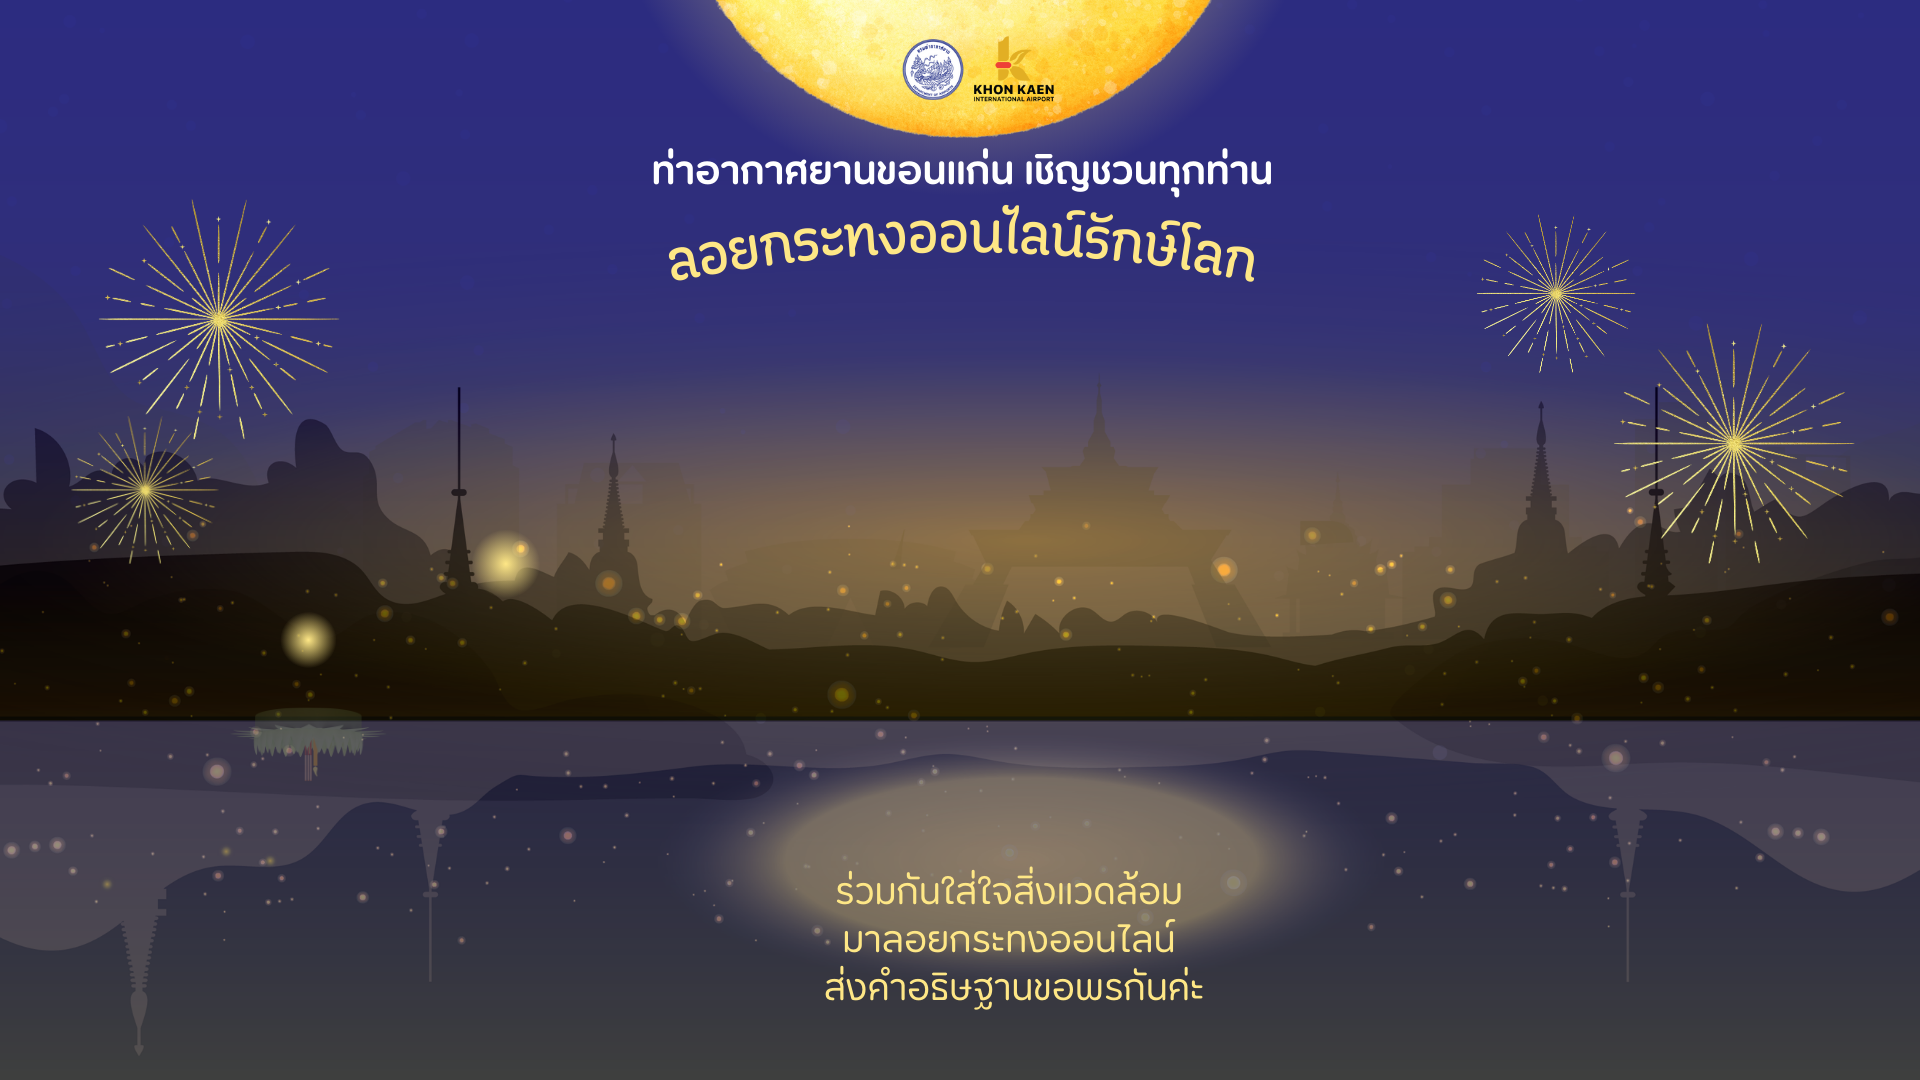 KHON KAEN
INTERNATIONAL AIRPORT
ท่าอากาศยานขอนแก่น เชิญชวนทุกท่าน
ลอยกระทงออนไลน์รักษ์โลก
ร่วมกันใส่ใจสิ่งแวดล้อม
มาลอยกระทงออนไลน์
ส่งคำอธิษฐานขอพรกันค่ะ